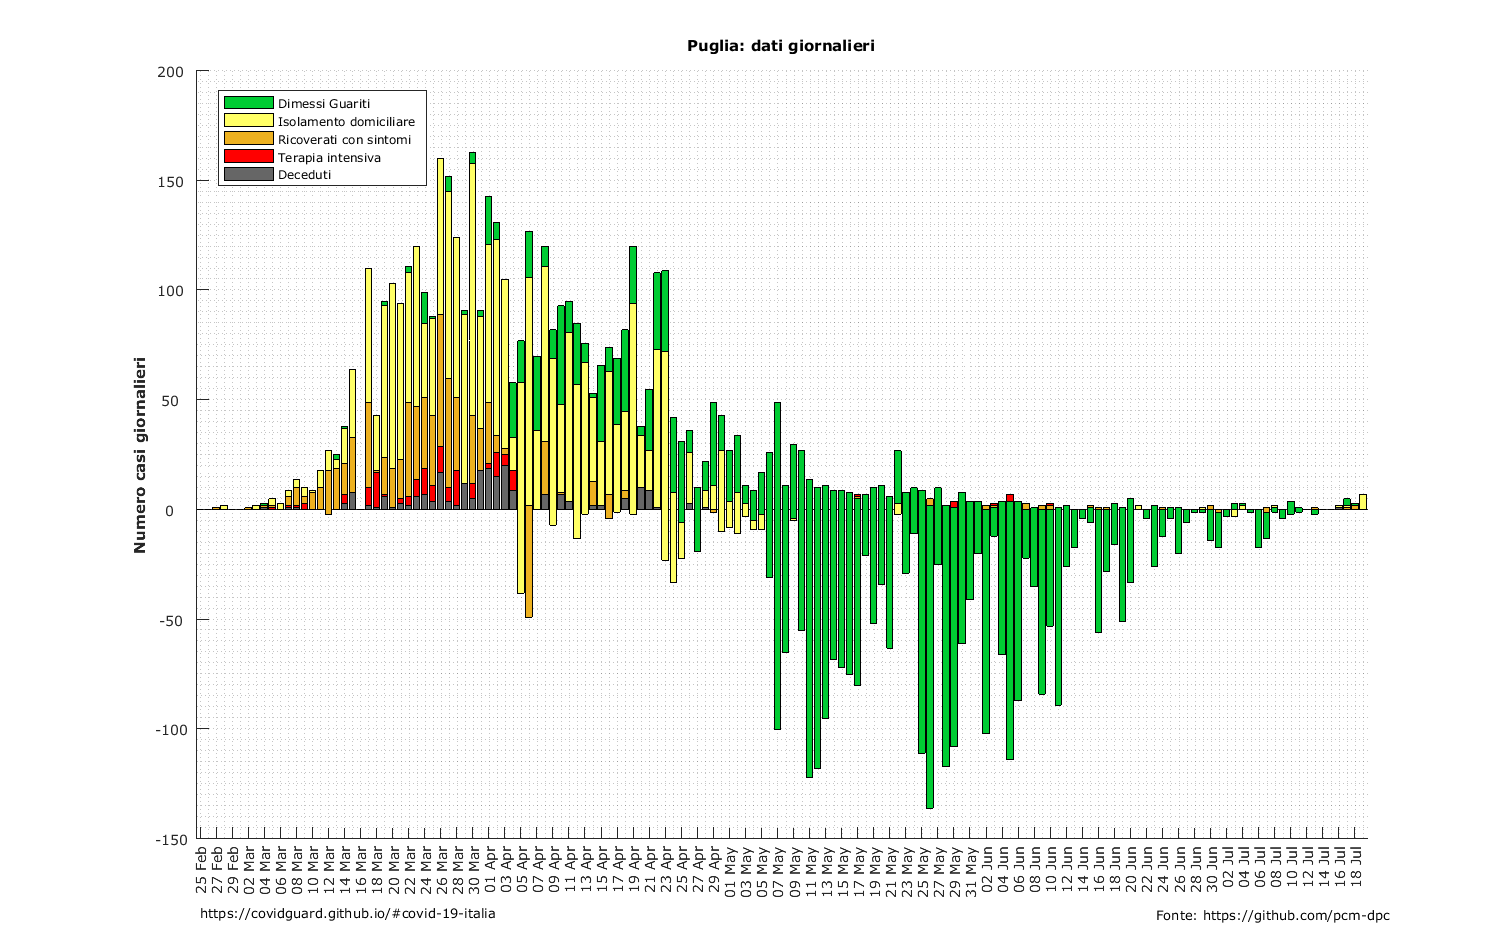 Puglia: dati giornalieri
200
150
100
50
0
-50
-100
-150
Numero casi giornalieri
Dimessi Guariti
Isolamento domiciliare
Ricoverati con sintomi
Terapia intensiva
Deceduti
25 Feb
27 Feb
29 Feb
02 Mar
04 Mar
06 Mar
08 Mar
10 Mar
12 Mar
14 Mar
16 Mar
18 Mar
20 Mar
22 Mar
24 Mar
26 Mar
28 Mar
30 Mar
01 Apr
03 Apr
05 Apr
07 Apr
09 Apr
11 Apr
13 Apr
15 Apr
17 Apr
19 Apr
21 Apr
23 Apr
25 Apr
27 Apr
29 Apr
01 May
03 May
05 May
07 May
09 May
11 May
13 May
15 May
17 May
19 May
21 May
23 May
25 May
27 May
29 May
31 May
02 Jun
04 Jun
06 Jun
08 Jun
10 Jun
12 Jun
14 Jun
16 Jun
18 Jun
20 Jun
22 Jun
24 Jun
26 Jun
28 Jun
30 Jun
02 Jul
04 Jul
06 Jul
08 Jul
10 Jul
12 Jul
14 Jul
16 Jul
18 Jul
https://covidguard.github.io/#covid-19-italia
Fonte: https://github.com/pcm-dpc